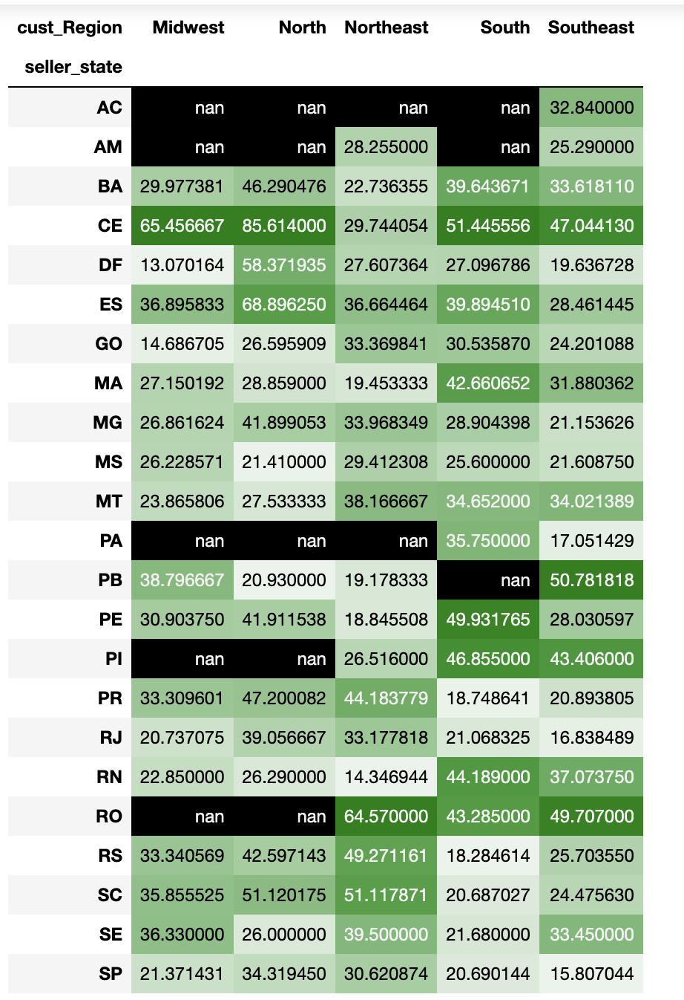 cust_Region Midwest North Northeast South Southeast
seller_state
AC nan nan nan nan 32.840000
AM nan nan 28.255000 nan 25.290000
BA 29.977381 46.290476 22.736355 39.643671 33.618110
CE 65.456667 85.614000 29.744054 51.445556 47.044130
DF 13.070164 58.371935 27.607364 27.096786 19.636728
ES 36.895833 68.896250 36.664464 39.894510 28.461445
GO 14.686705 26.595909 33.369841 30.535870 24.201088
MA 27.150192 28.859000 19.453333 42.660652 31.880362
MG 26.861624 41.899053 33.968349 28.904398 21.153626
MS 26.228571 21.410000 29.412308 25.600000 21.608750
MT 23.865806 27.533333 38.166667 34.652000 34.021389
PA nan nan nan 35.750000 17.051429
PB 38.796667 20.930000 19.178333 nan 50.781818
PE 30.903750 41.911538 18.845508 49.931765 28.030597
PI nan nan 26.516000 46.855000 43.406000
PR 33.309601 47.200082 44.183779 18.748641 20.893805
RJ 20.737075 39.056667 33.177818 21.068325 16.838489
RN 22.850000 26.290000 14.346944 44.189000 37.073750
RO nan nan 64.570000 43.285000 49.707000
RS 33.340569 42.597143 49.271161 18.284614 25.703550
SC 35.855525 51.120175 51.117871 20.687027 24.475630
SE 36.330000 26.000000 39.500000 21.680000 33.450000
SP 21.371431 34.319450 30.620874 20.690144 15.807044